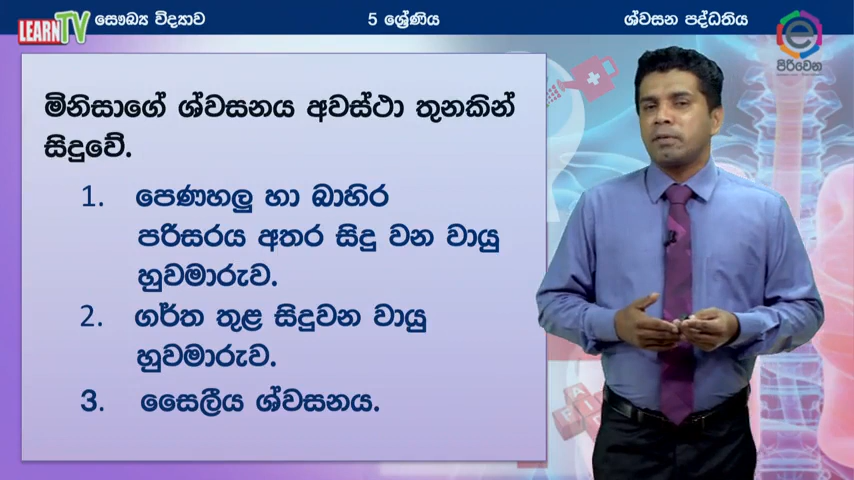 LEARN TV
සෞඛ්‍ය විද්‍යාව
5 ශ්‍රේණිය
ශ්වසන පද්ධතිය
e
පිරිවෙන
මිනිසාගේ ශ්වසනය අවස්ථා තුනකින්
සිදුවේ.
1. පෙණහලු හා බාහිර
පරිසරය අතර සිදු වන වායු
හුවමාරුව.
2. ගර්ත තුළ සිදුවන වායු
හුවමාරුව.
3. සෛලීය ශ්වසනය.